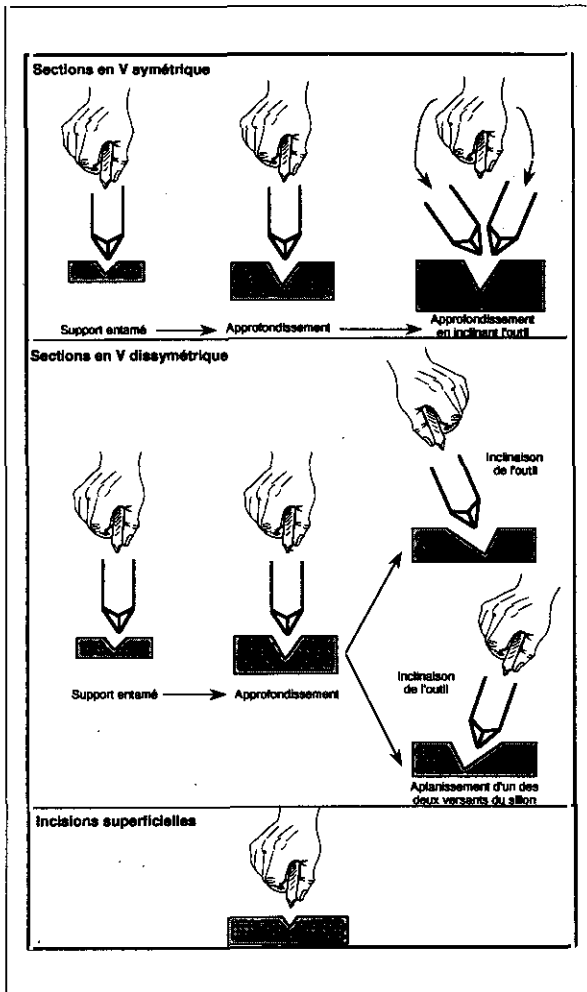 Sections en V symétrique
Support entamé
Approfondissement
Approfondissement
en inclinant l'outil
Sections en V dissymétrique
Inclinaison
de l'outil
Support entamé
Approfondissement
Inclinaison
de l'outil
Aplanissement d'un des
deux versants du sillon
Incisions superficielles